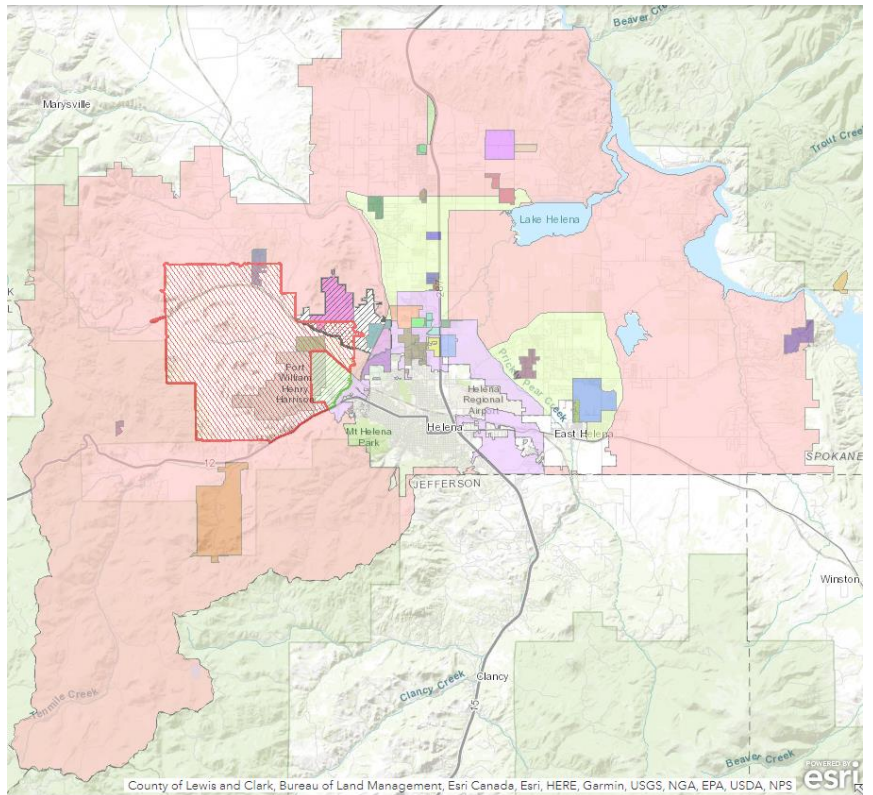 Beaver Cre
Marysville
Trout Creek
Lake Helena
K
L
Fort
William
Henry
Harrison
Prickly Pear Creek
Helena
Regional
Airport
Mt Helena
Park
Helena
East Helena
12
SPOKANE
JEFFERSON
Winston
Clancy
Clancy Creek
15
Tenmile Creek
Beaver Creek
POWERED BY
esri
County of Lewis and Clark, Bureau of Land Management, Esri Canada, Esri, HERE, Garmin, USGS, NGA, EPA, USDA, NPS